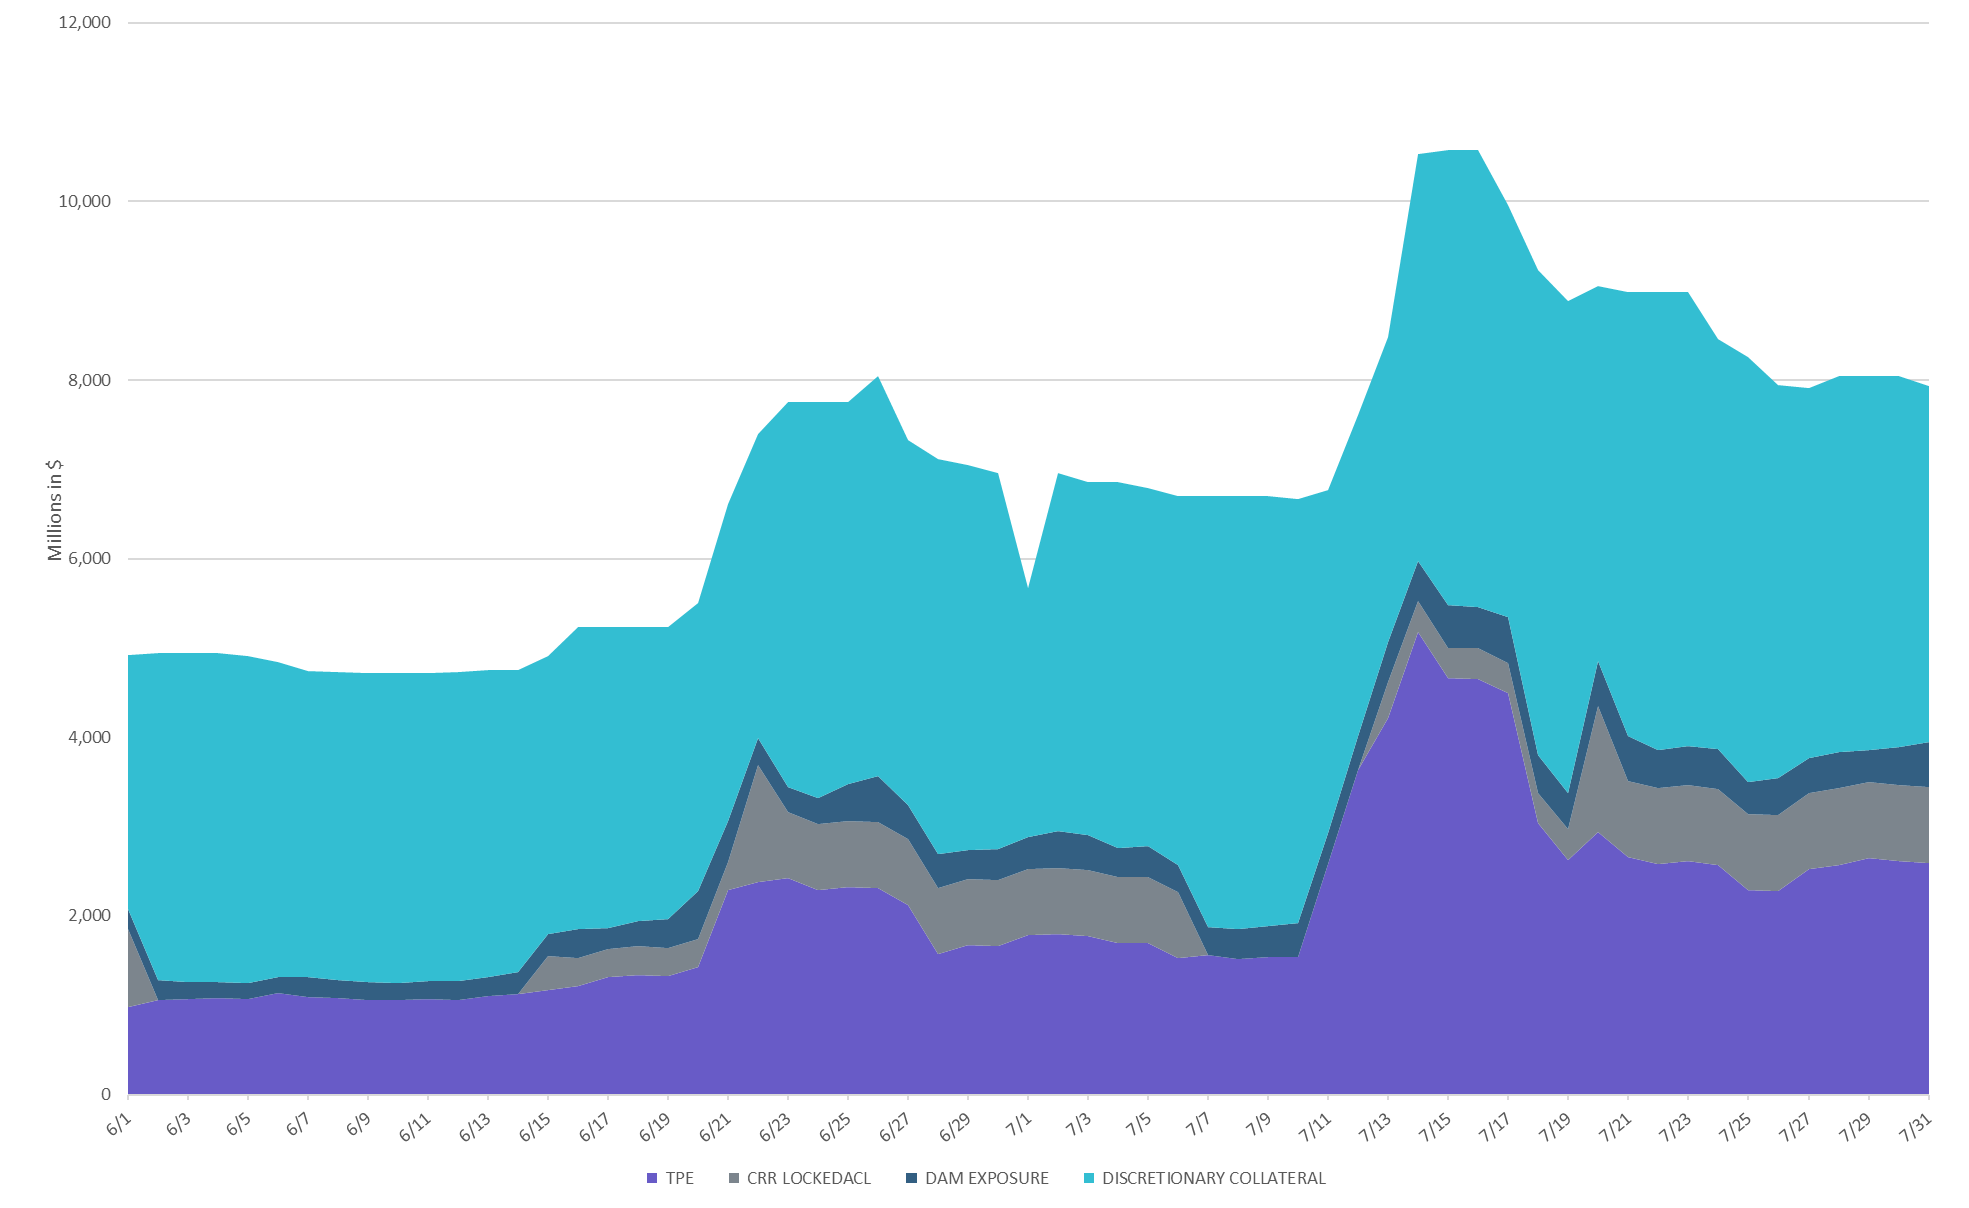 12,000
10,000
8,000
6,000
4,000
2,000
0
Millions in $
6/1 6/3 6/5 6/7 6/9 6/11 6/13 6/15 6/17 6/19 6/21 6/23 6/25 6/27 6/29 7/1 7/3 7/5 7/7 7/9 7/11 7/13 7/15 7/17 7/19 7/21 7/23 7/25 7/27 7/29 7/31
TPE CRR LOCKEDACL DAM EXPOSURE DISCRETIONARY COLLATERAL